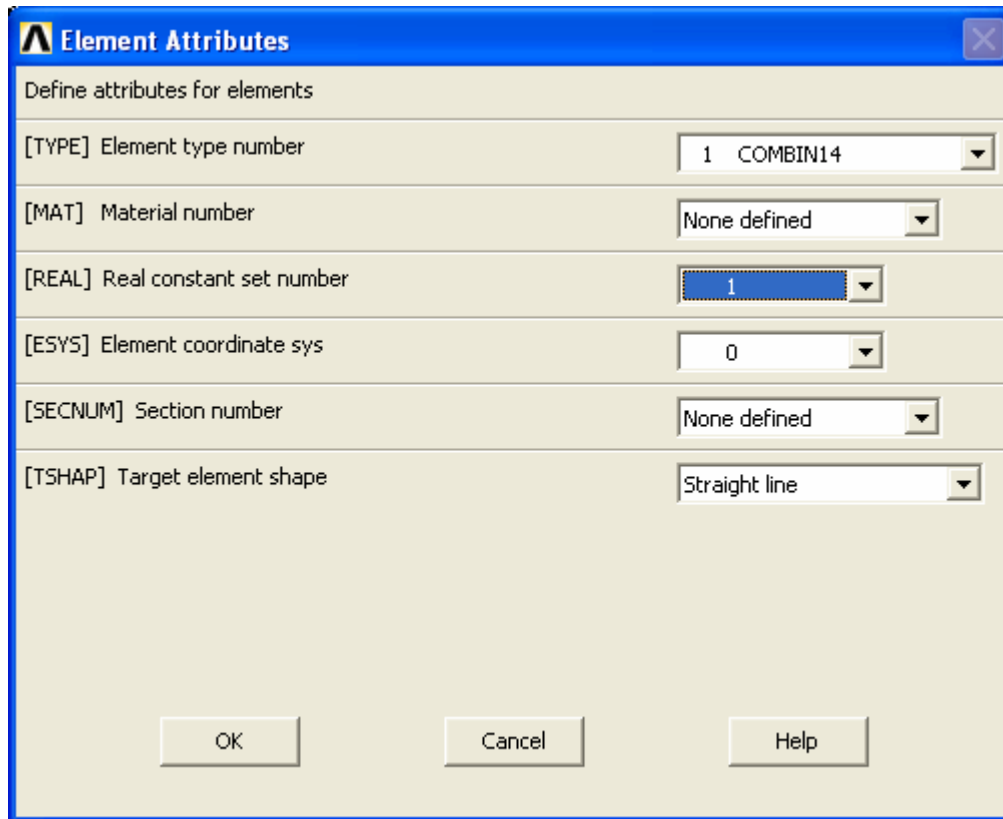 Element Attributes
Define attributes for elements
[TYPE] Element type number
1 COMBIN14
[MAT] Material number
None defined
[REAL] Real constant set number
1
[ESYS] Element coordinate sys
0
[SECNUM] Section number
None defined
[TSHAP] Target element shape
Straight line
OK Cancel Help